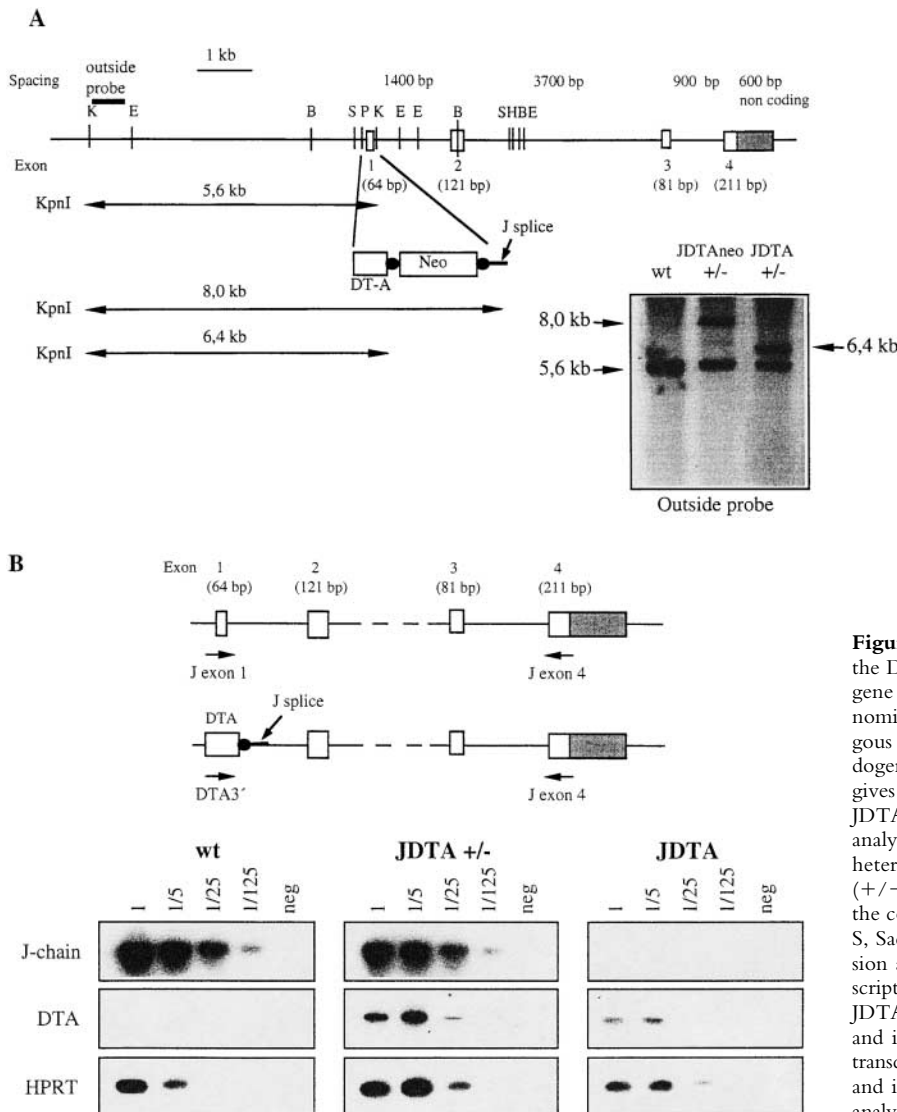 A
1 kb
Spacing
outside
probe
1400 bp
3700 bp
900 bp
600 bp
non coding
K E B S P K E E B SHBE
Exon
1
(64 bp)
2
(121 bp)
3
(81 bp)
4
(211 bp)
KpnI
5,6 kb
J splice
Neo
DT-A
KpnI
8,0 kb
KpnI
6,4 kb
JDTAneo JDTA
wt +/- +/-
8,0 kb
6,4 kb
5,6 kb
Outside probe
B
Exon 1 2 3 4
(64 bp) (121 bp) (81 bp) (211 bp)
J exon 1
J exon 4
DTA
J splice
DTA3´
J exon 4
wt JDTA +/- JDTA
1 1/5 1/25 1/125 neg
1 1/5 1/25 1/125 neg
1 1/5 1/25 1/125 neg
J-chain
DTA
HPRT
Figur
the D
gene
nomi
gous
doger
gives
JDTA
analy
heter
(+/−
the co
S, Sac
sion a
script
JDTA
and i
transc
and i
analy